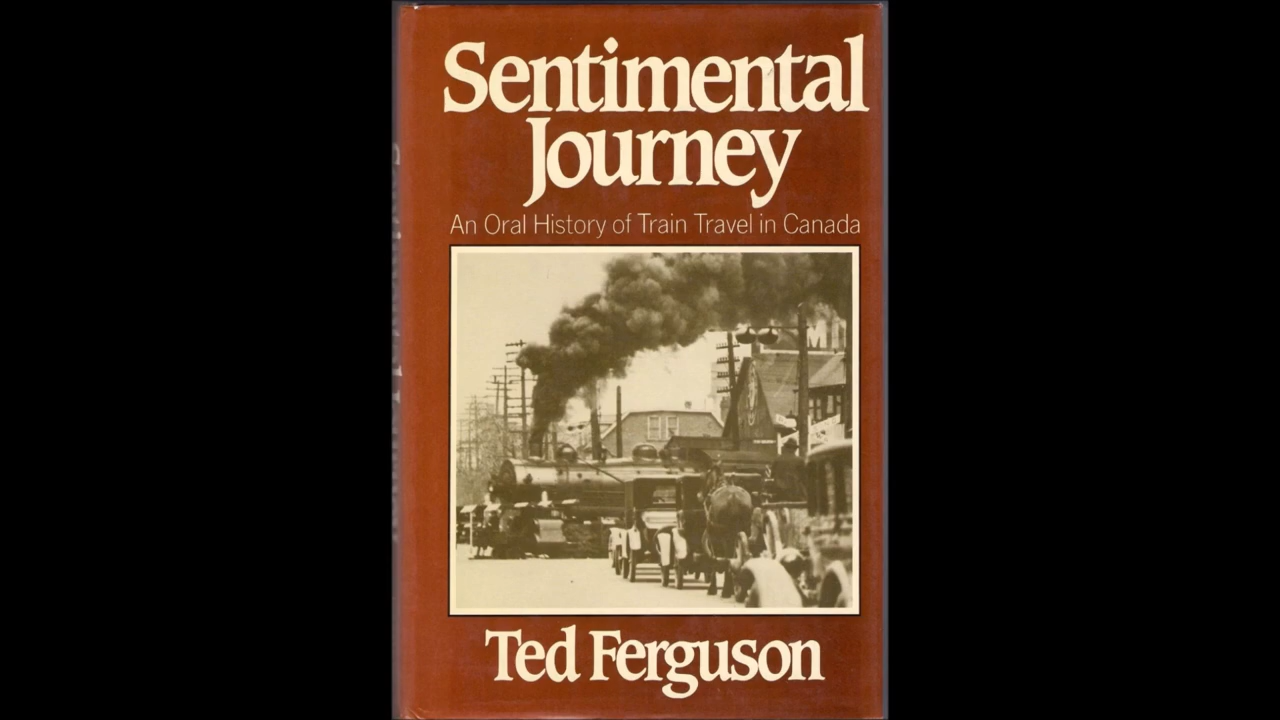 Sentimental
Journey
An Oral History of Train Travel in Canada
Ted Ferguson